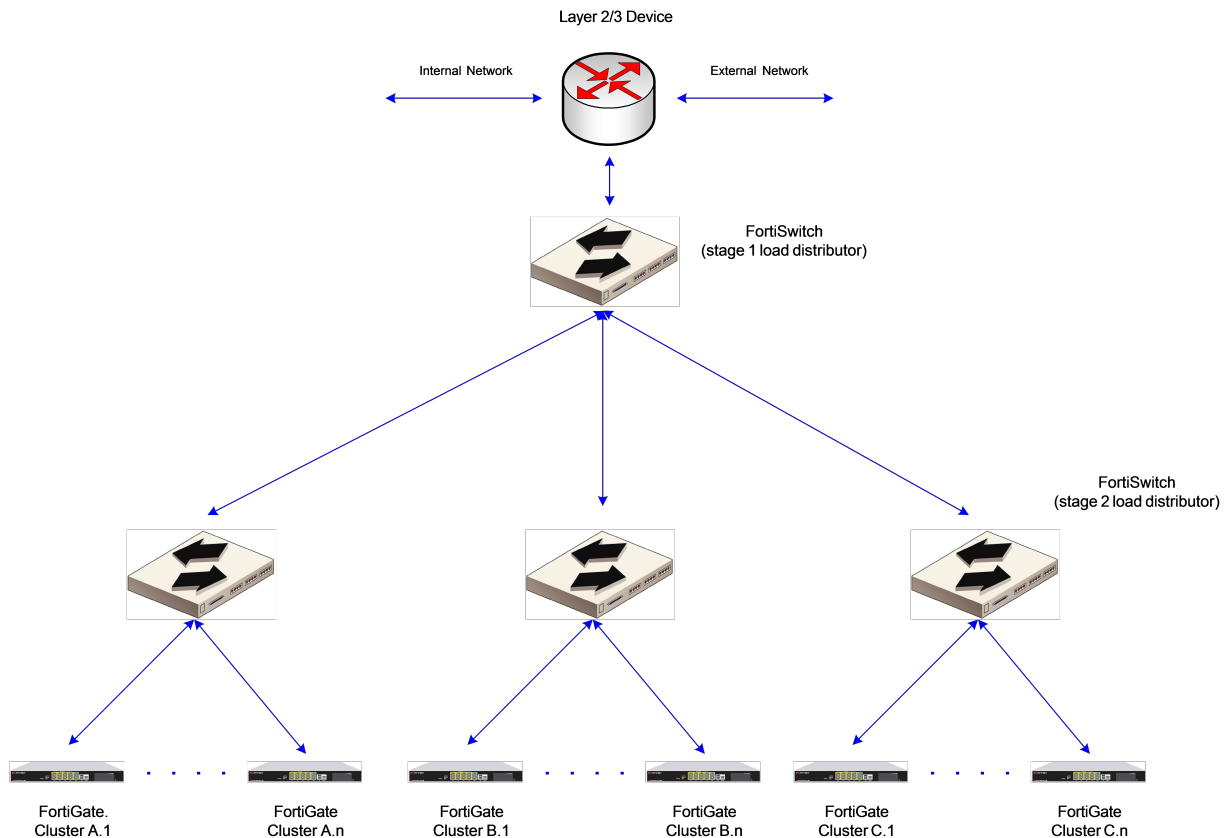 Layer 2/3 Device
Internal Network
External Network
FortiSwitch
(stage 1 load distributor)
FortiSwitch
(stage 2 load distributor)
FortiGate.
Cluster A.1
FortiGate
Cluster A.n
FortiGate
Cluster B.1
FortiGate
Cluster B.n
FortiGate
Cluster C.1
FortiGate
Cluster C.n